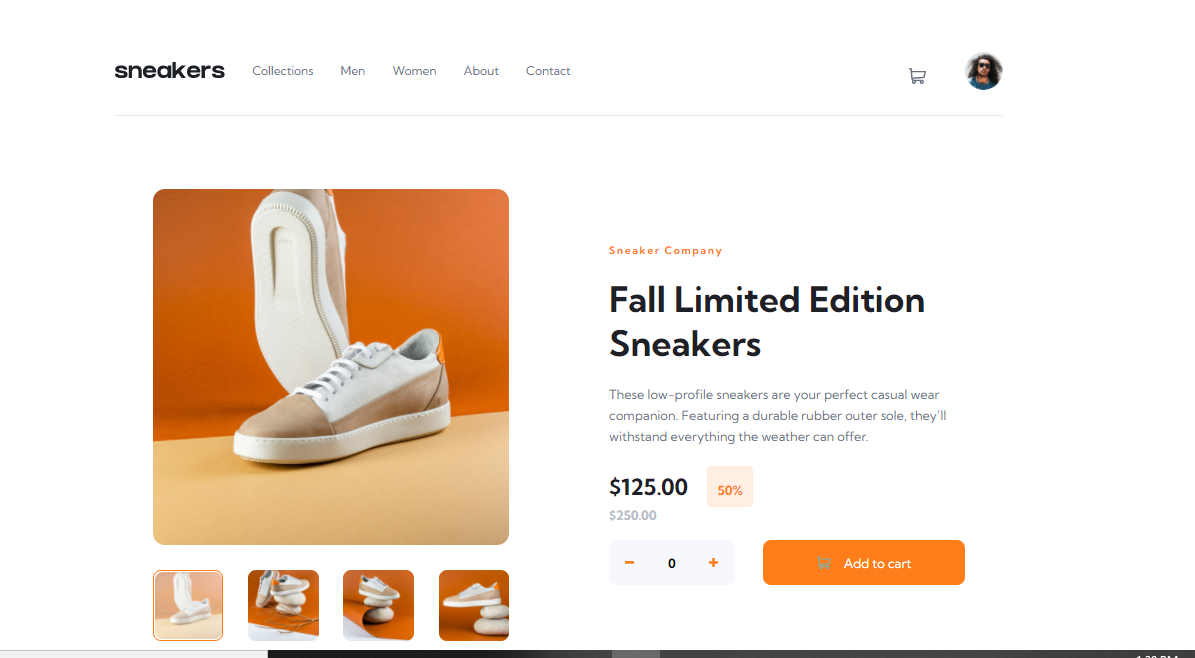 sneakers
Collections Men Women About Contact
Sneaker Company
Fall Limited Edition
Sneakers
These low-profile sneakers are your perfect casual wear
companion. Featuring a durable rubber outer sole, they'll
withstand everything the weather can offer.
$125.00 50%
$250.00
− 0 + Add to cart